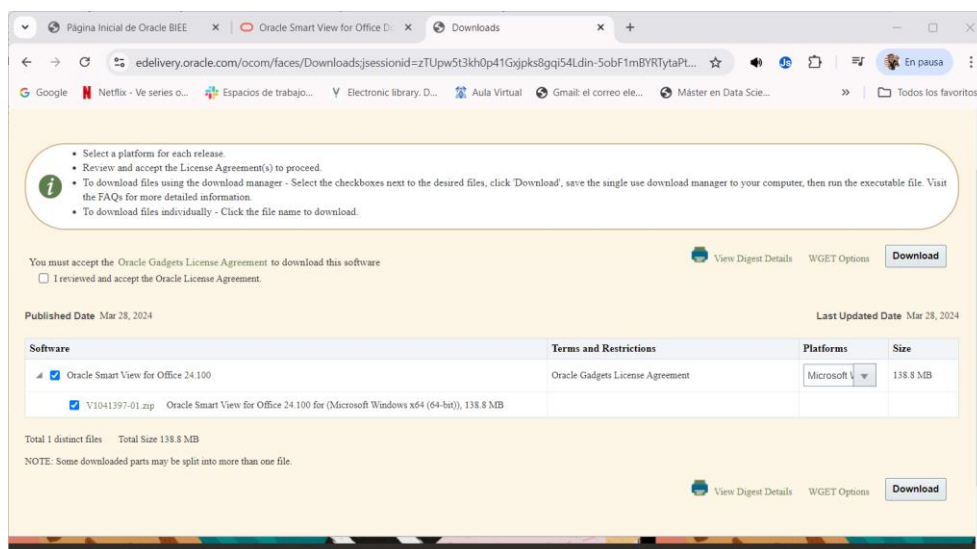 Página Inicial de Oracle BIEE
Oracle Smart View for Office Do
Downloads
edelivery.oracle.com/ocom/faces/Downloads;jsessionid=zTUpw5t3kh0p41Gxjpks8gqi54Ldin-5obF1mBYRTytaPt...
En pausa
Google
Netflix - Ve series o...
Espacios de trabajo...
Electronic library. D...
Aula Virtual
Gmail: el correo ele...
Máster en Data Scie...
Todos los favoritos
• Select a platform for each release.
• Review and accept the License Agreement(s) to proceed.
• To download files using the download manager - Select the checkboxes next to the desired files, click 'Download', save the single use download manager to your computer, then run the executable file. Visit
the FAQs for more detailed information.
• To download files individually - Click the file name to download.
You must accept the Oracle Gadgets License Agreement to download this software
View Digest Details WGET Options Download
I reviewed and accept the Oracle License Agreement.
Published Date Mar 28, 2024
Last Updated Date Mar 28, 2024
Software Terms and Restrictions Platforms Size
Oracle Smart View for Office 24.100 Oracle Gadgets License Agreement Microsoft 138.8 MB
V1041397-01.zip Oracle Smart View for Office 24.100 for (Microsoft Windows x64 (64-bit)), 138.8 MB
Total 1 distinct files Total Size 138.8 MB
NOTE: Some downloaded parts may be split into more than one file.
View Digest Details WGET Options Download